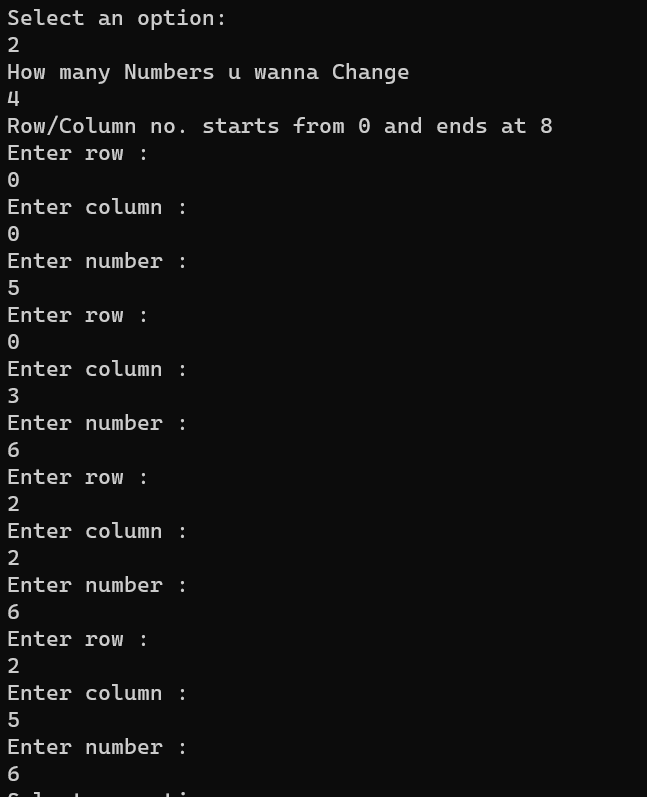 Select an option:
2
How many Numbers u wanna Change
4
Row/Column no. starts from 0 and ends at 8
Enter row :
0
Enter column :
0
Enter number :
5
Enter row :
0
Enter column :
3
Enter number :
6
Enter row :
2
Enter column :
2
Enter number :
6
Enter row :
2
Enter column :
5
Enter number :
6